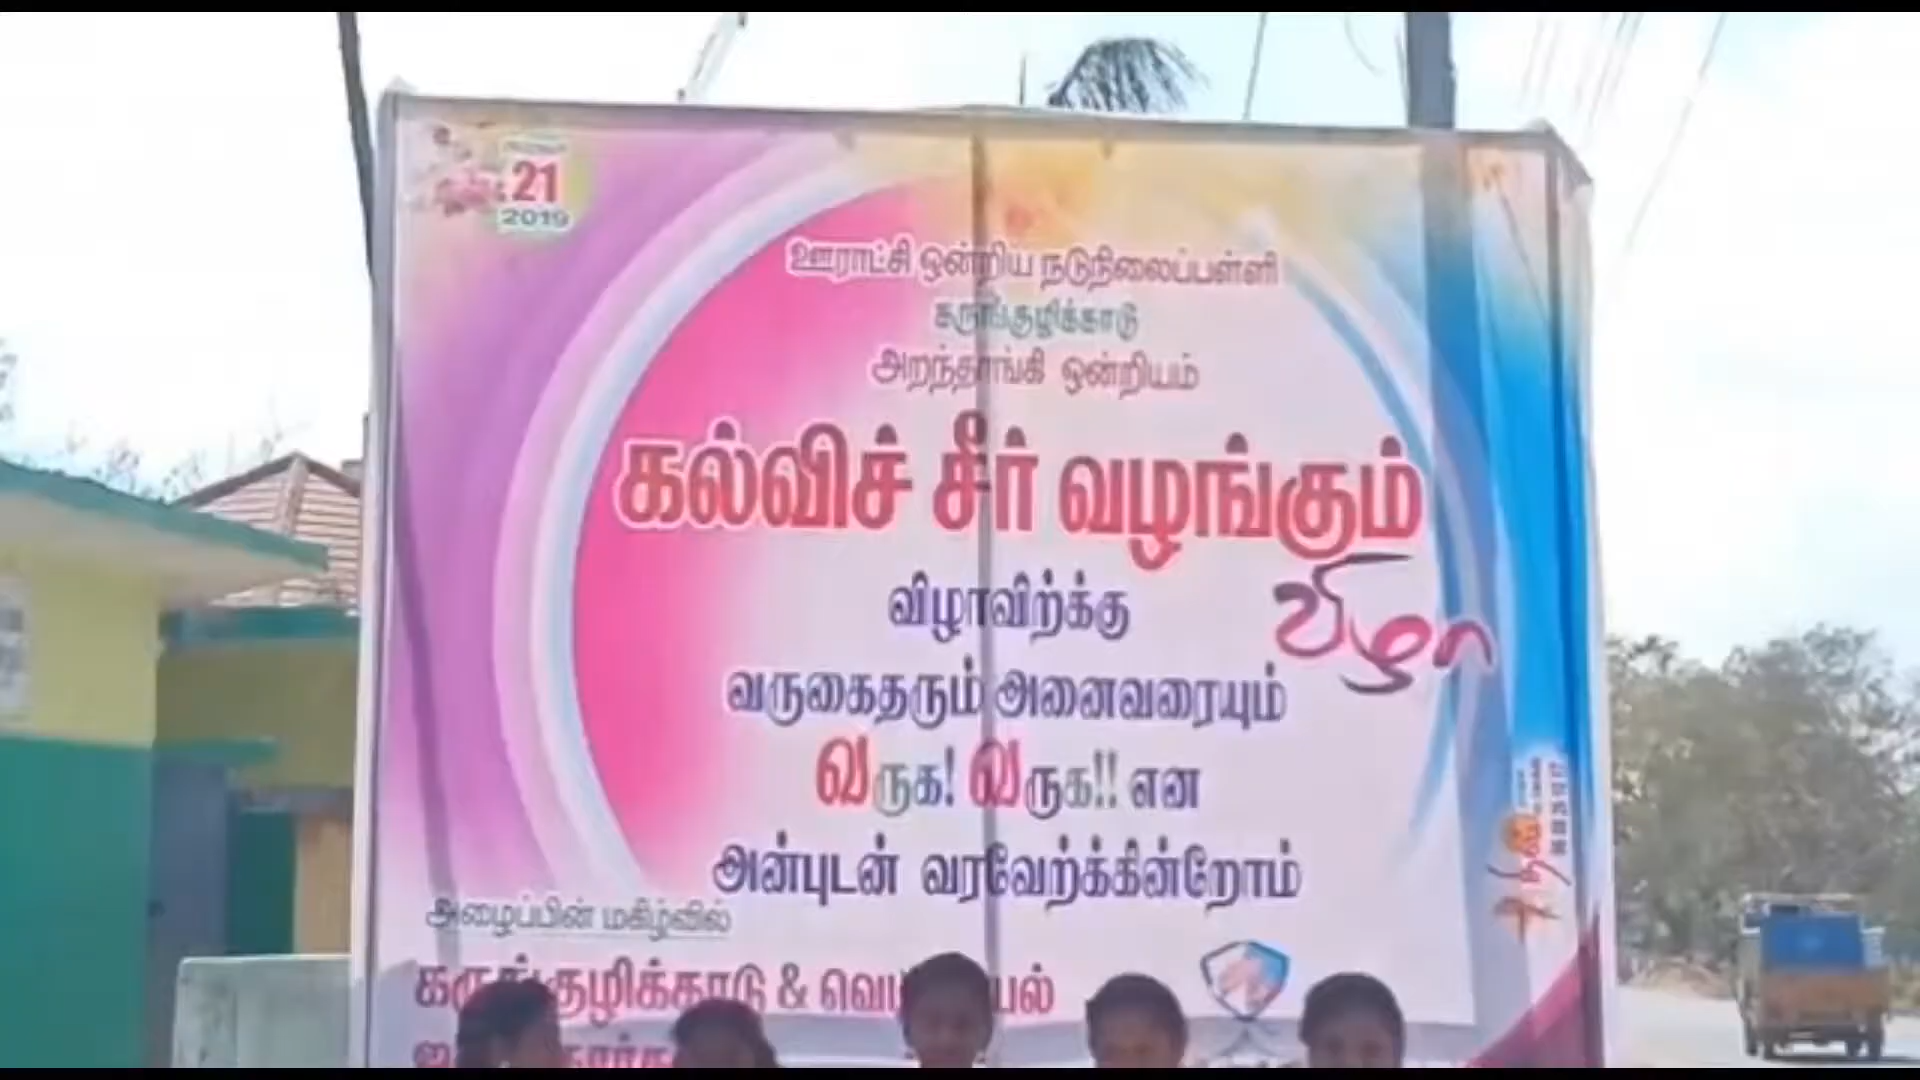 21
2019
ஊராட்சி ஒன்றிய நடுநிலைப்பள்ளி
கருங்குழிக்காடு
அறந்தாங்கி ஒன்றியம்
கல்விச் சீர் வழங்கும்
விழா
விழாவிற்க்கு
வருகைதரும் அனைவரையும்
வருக! வருக!! என
அன்புடன் வரவேற்க்கின்றோம்
அழைப்பின் மகிழ்வில்
கருங்குழிக்காடு &